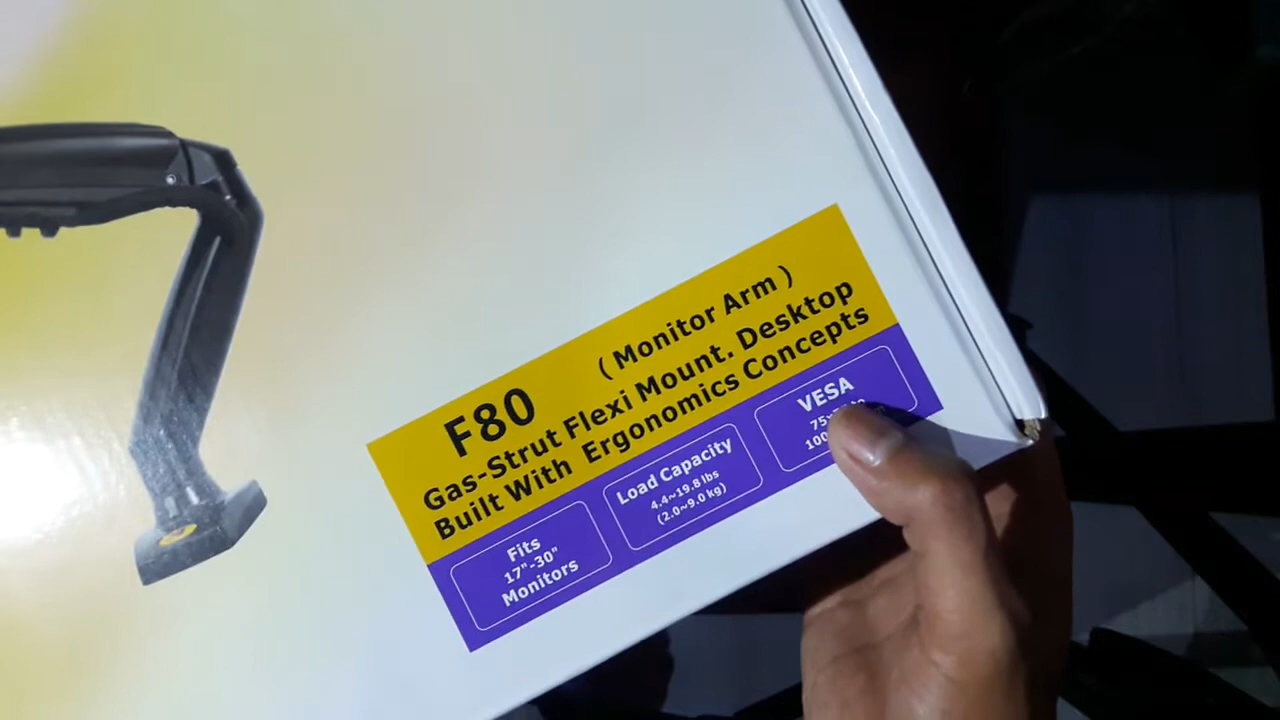 F80 (Monitor Arm)
Gas-Strut Flexi Mount. Desktop
Built With Ergonomics Concepts
Fits
17"-30"
Monitors
Load Capacity
4.4~19.8 lbs
(2.0~9.0 kg)
VESA